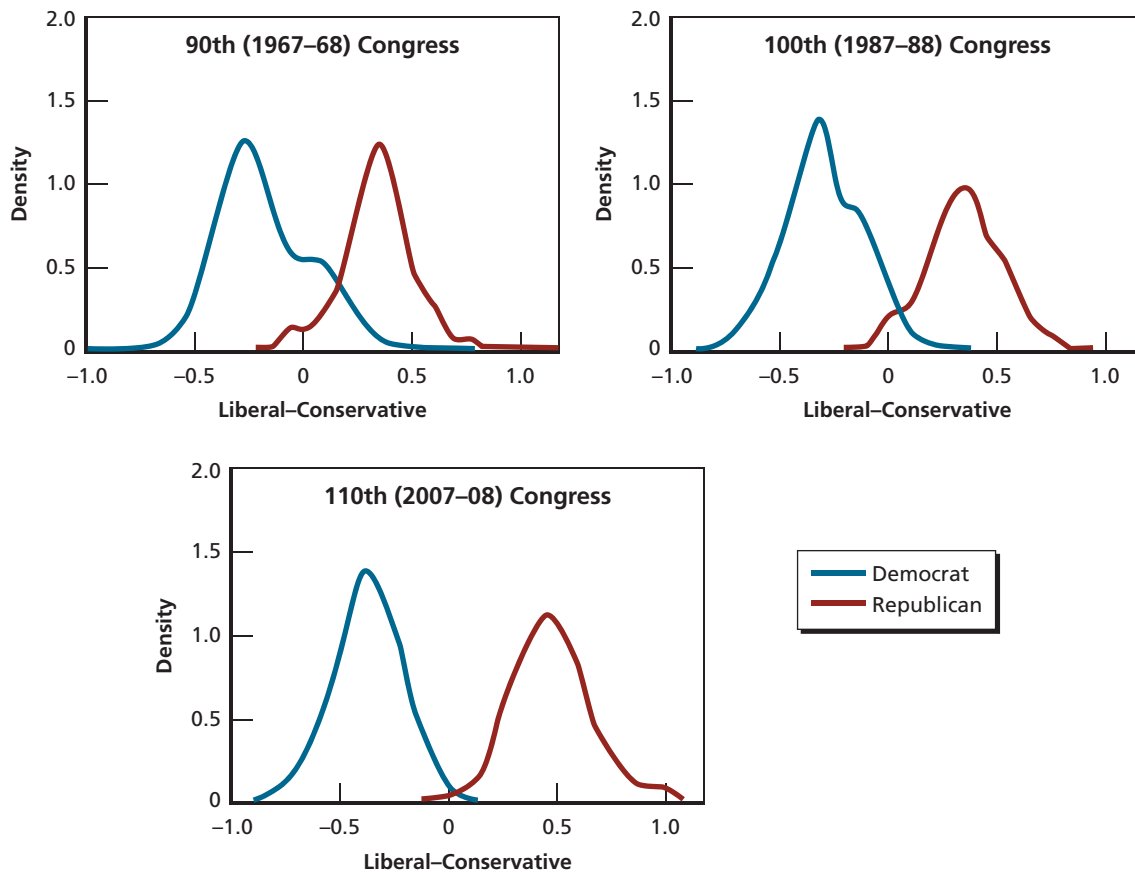 90th (1967–68) Congress
2.0
1.5
1.0
0.5
0
Density
–1.0 –0.5 0 0.5 1.0
Liberal–Conservative
100th (1987–88) Congress
2.0
1.5
1.0
0.5
0
Density
–1.0 –0.5 0 0.5 1.0
Liberal–Conservative
110th (2007–08) Congress
2.0
1.5
1.0
0.5
0
Density
–1.0 –0.5 0 0.5 1.0
Liberal–Conservative
Democrat
Republican